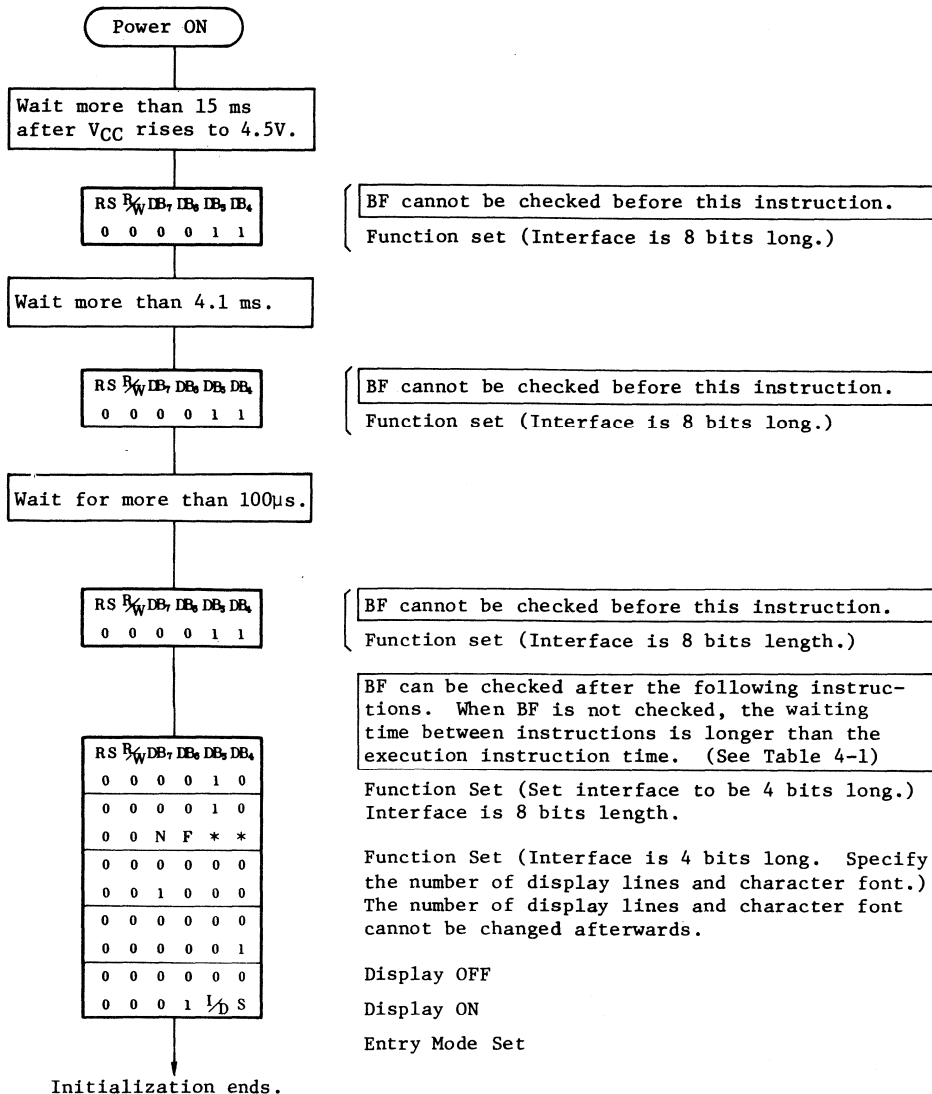 Power ON
Wait more than 15 ms
after VCC rises to 4.5V.
RS R/W DB7 DB6 DB5 DB4
0 0 0 0 1 1
BF cannot be checked before this instruction.
Function set (Interface is 8 bits long.)
Wait more than 4.1 ms.
RS R/W DB7 DB6 DB5 DB4
0 0 0 0 1 1
BF cannot be checked before this instruction.
Function set (Interface is 8 bits long.)
Wait for more than 100μs.
RS R/W DB7 DB6 DB5 DB4
0 0 0 0 1 1
BF cannot be checked before this instruction.
Function set (Interface is 8 bits length.)
BF can be checked after the following instruc-
tions. When BF is not checked, the waiting
time between instructions is longer than the
execution instruction time. (See Table 4-1)
RS R/W DB7 DB6 DB5 DB4
0 0 0 0 1 0
0 0 0 0 1 0
0 0 N F * *
0 0 0 0 0 0
0 0 1 0 0 0
0 0 0 0 0 0
0 0 0 0 0 1
0 0 0 0 0 0
0 0 0 1 I/D S
Function Set (Set interface to be 4 bits long.)
Interface is 8 bits length.
Function Set (Interface is 4 bits long. Specify
the number of display lines and character font.)
The number of display lines and character font
cannot be changed afterwards.
Display OFF
Display ON
Entry Mode Set
Initialization ends.